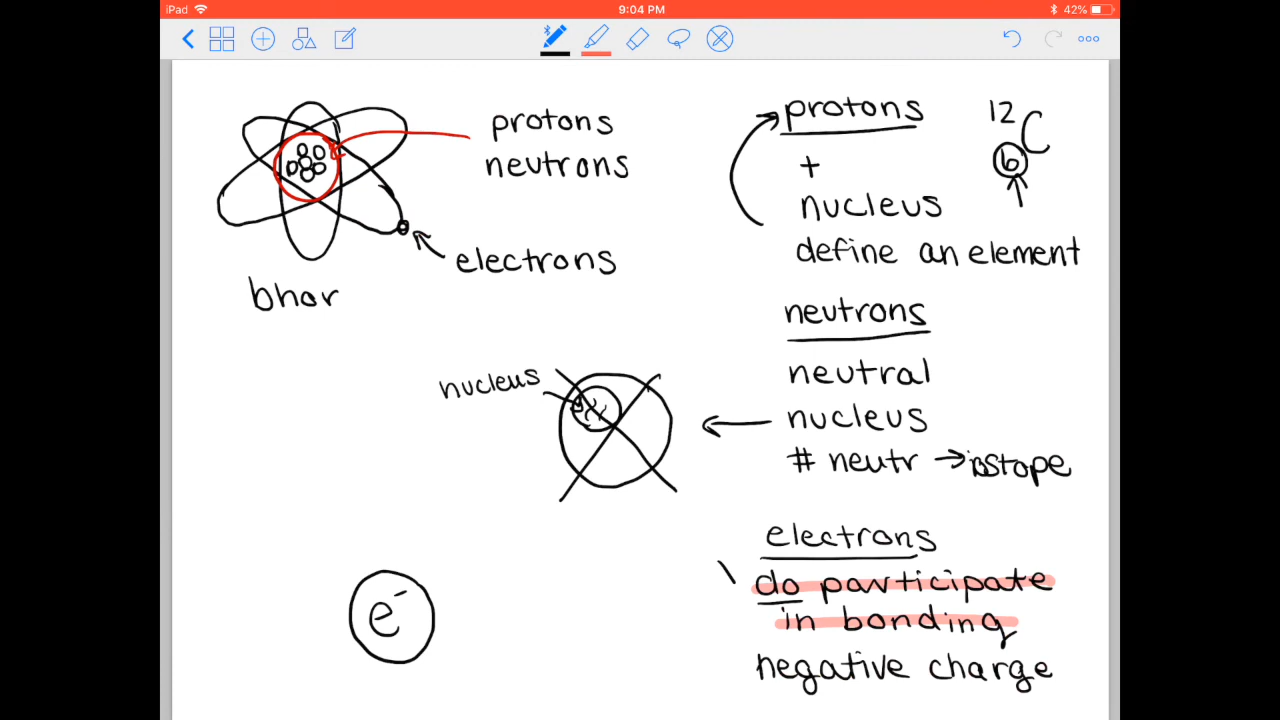 iPad
9:04 PM
42%
protons
neutrons
electrons
bhor
nucleus
e-
protons
+
nucleus
define an element
12
C
6
neutrons
neutral
nucleus
# neutr →
electrons
do participate
in bonding
negative charge